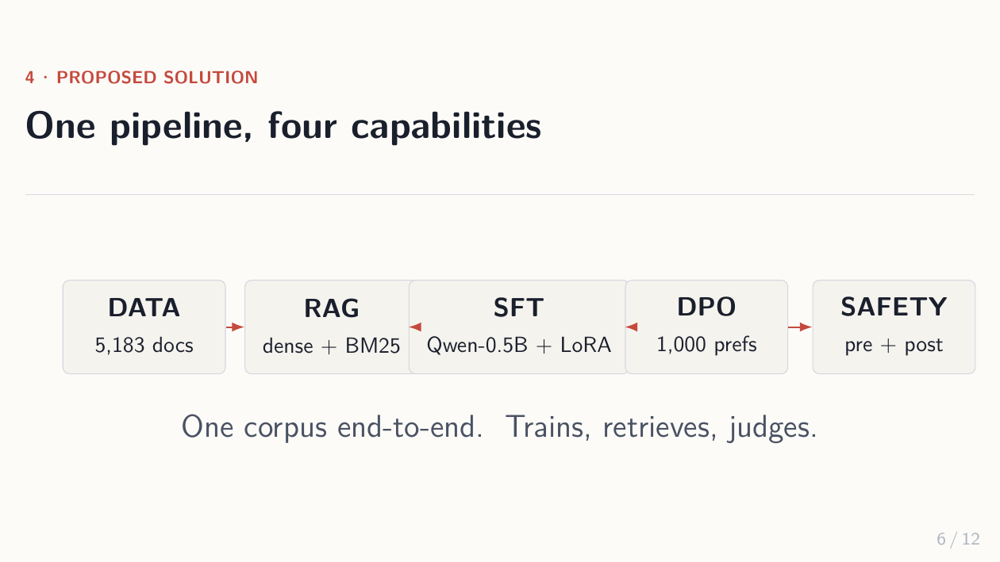 4 · PROPOSED SOLUTION
One pipeline, four capabilities
DATA
5,183 docs
RAG
dense + BM25
SFT
Qwen-0.5B + LoRA
DPO
1,000 prefs
SAFETY
pre + post
One corpus end-to-end. Trains, retrieves, judges.
6 / 12